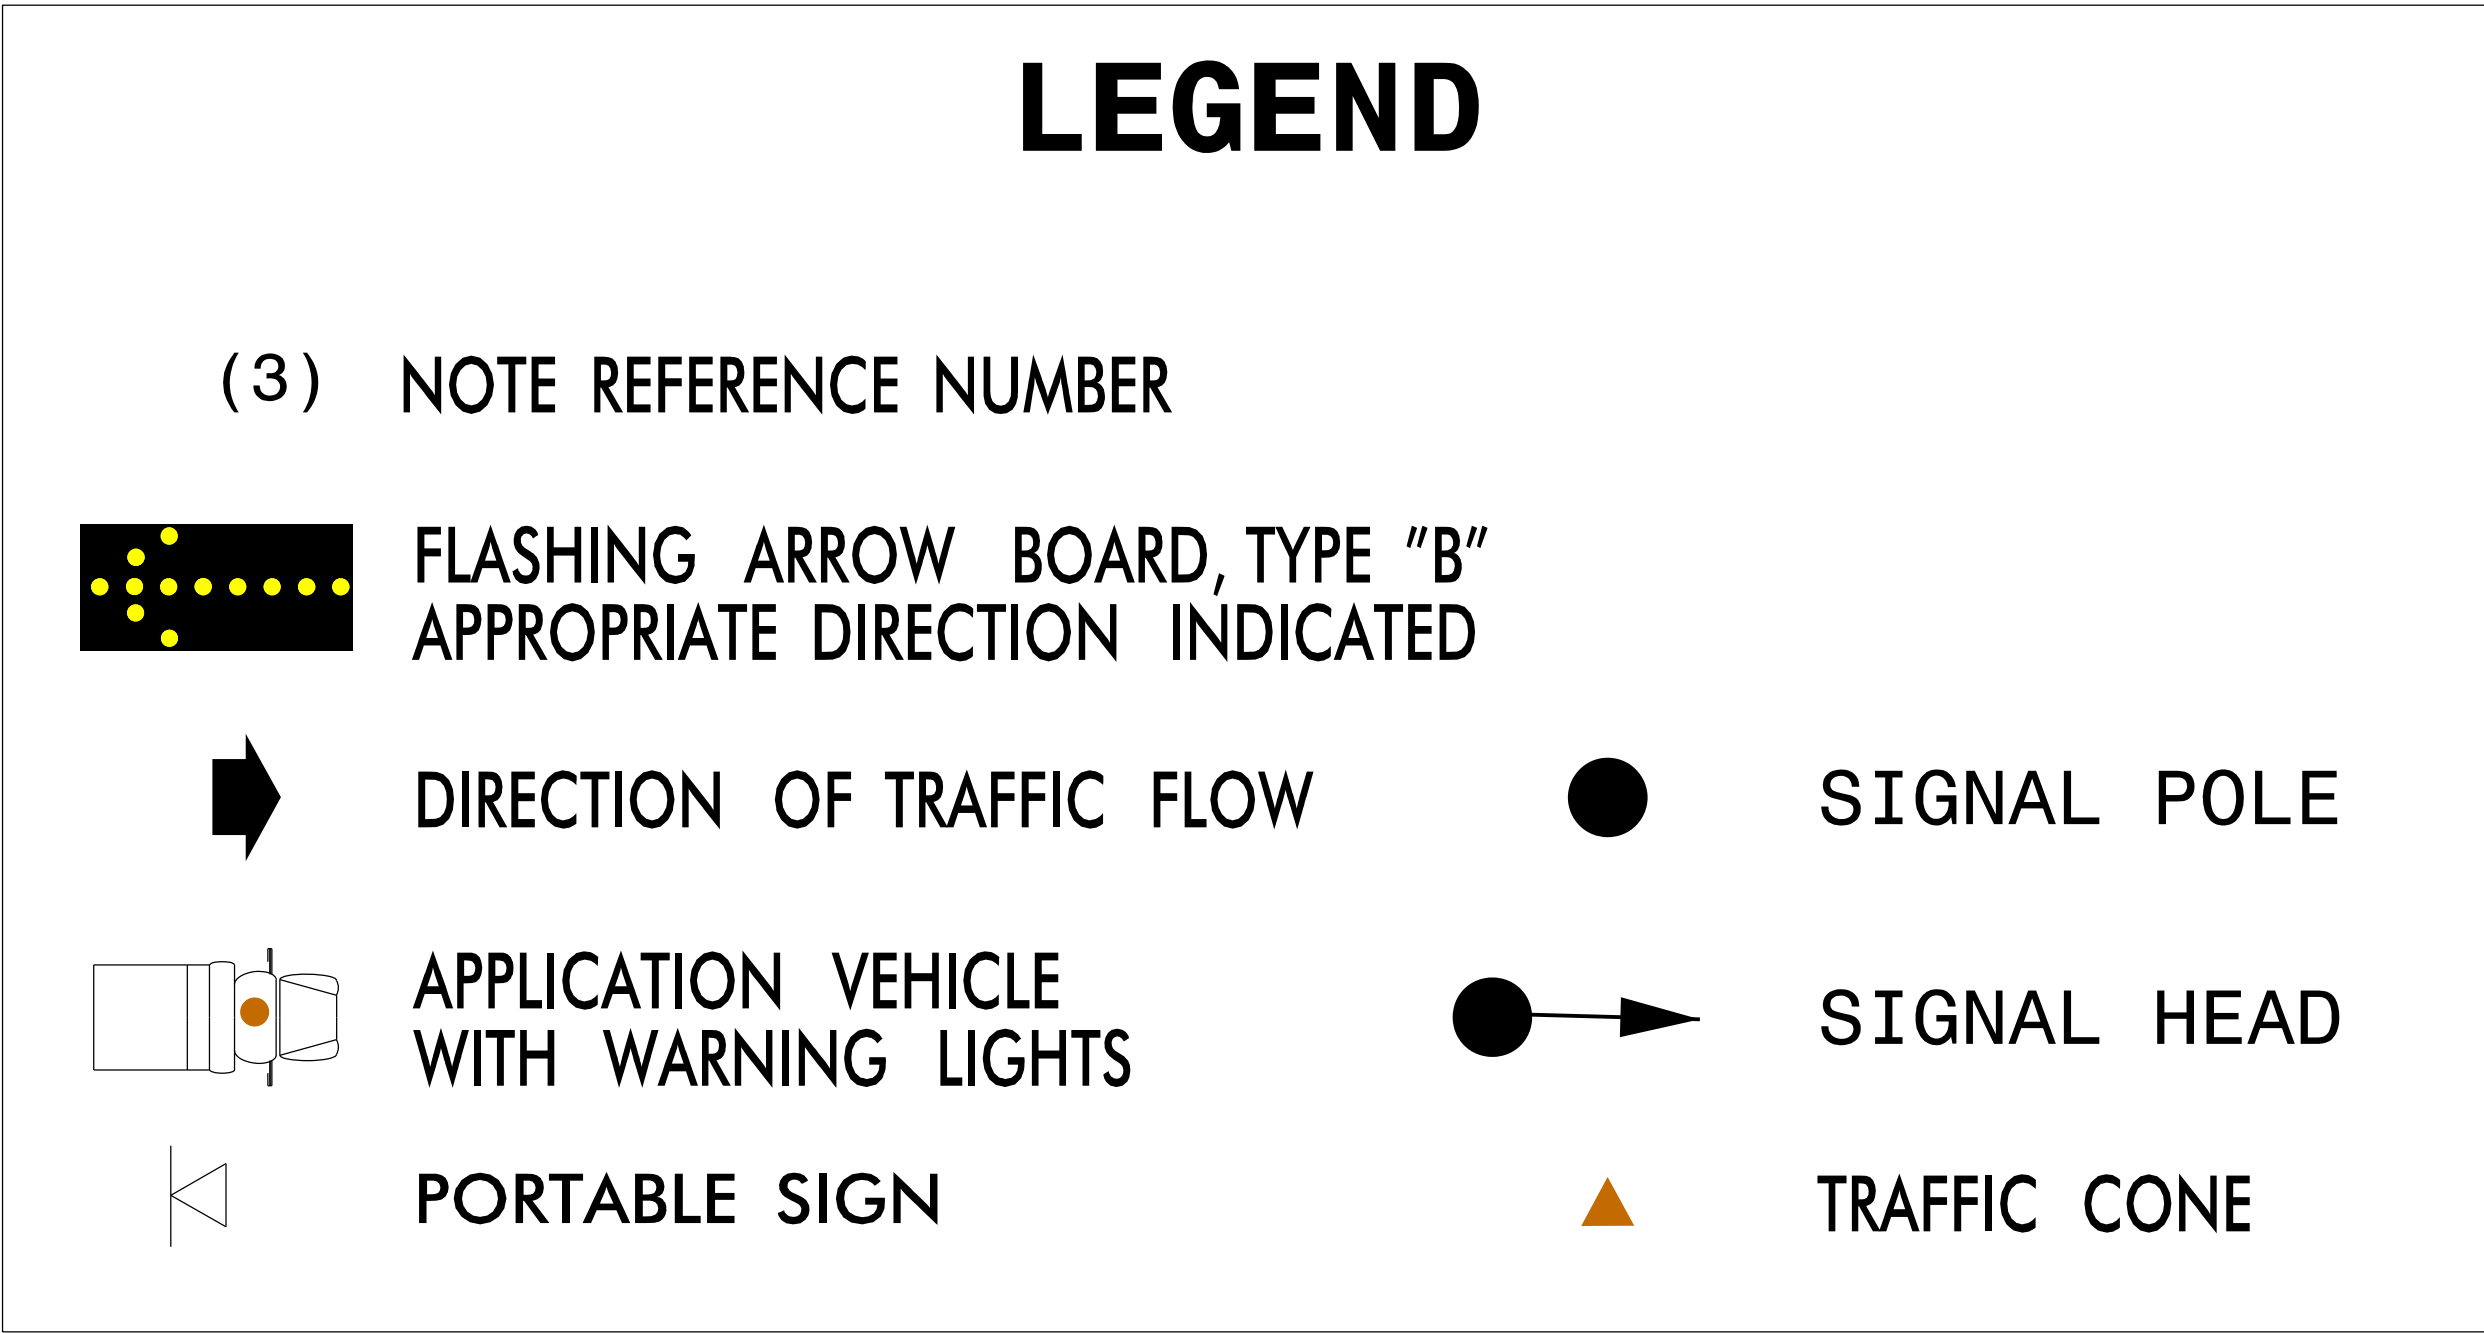 LEGEND
(3) NOTE REFERENCE NUMBER
FLASHING ARROW BOARD, TYPE "B"
APPROPRIATE DIRECTION INDICATED
DIRECTION OF TRAFFIC FLOW
SIGNAL POLE
APPLICATION VEHICLE
WITH WARNING LIGHTS
SIGNAL HEAD
PORTABLE SIGN
TRAFFIC CONE